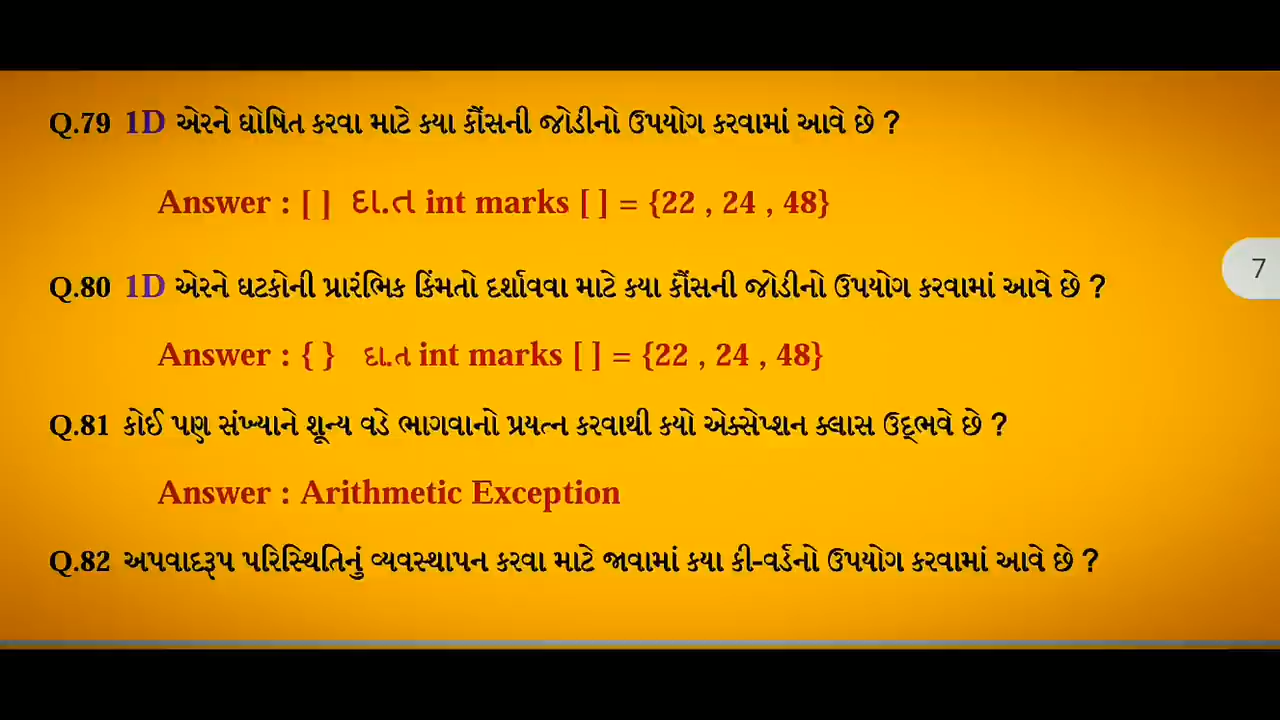 Q.79 1D એરને ઘોષિત કરવા માટે કયા કૌંસની જોડીનો ઉપયોગ કરવામાં આવે છે ?
Answer : [ ] દા.ત int marks [ ] = {22 , 24 , 48}
Q.80 1D એરને ઘટકોની પ્રારંભિક કિંમતો દર્શાવવા માટે કયા કૌંસની જોડીનો ઉપયોગ કરવામાં આવે છે ?
7
Answer : { } દા.ત int marks [ ] = {22 , 24 , 48}
Q.81 કોઈ પણ સંખ્યાને શૂન્ય વડે ભાગવાનો પ્રયત્ન કરવાથી કયો એક્સેપ્શન ક્લાસ ઉદ્‌ભવે છે ?
Answer : Arithmetic Exception
Q.82 અપવાદરૂપ પરિસ્થિતિનું વ્યવસ્થાપન કરવા માટે જાવામાં કયા કી-વર્ડનો ઉપયોગ કરવામાં આવે છે ?